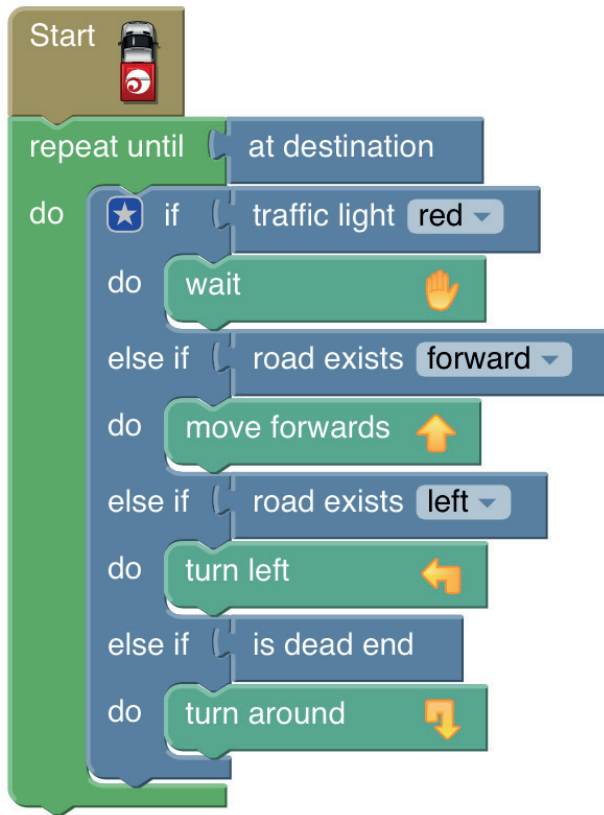 Start
repeat until at destination
do if traffic light red
do wait
else if road exists forward
do move forwards
else if road exists left
do turn left
else if is dead end
do turn around